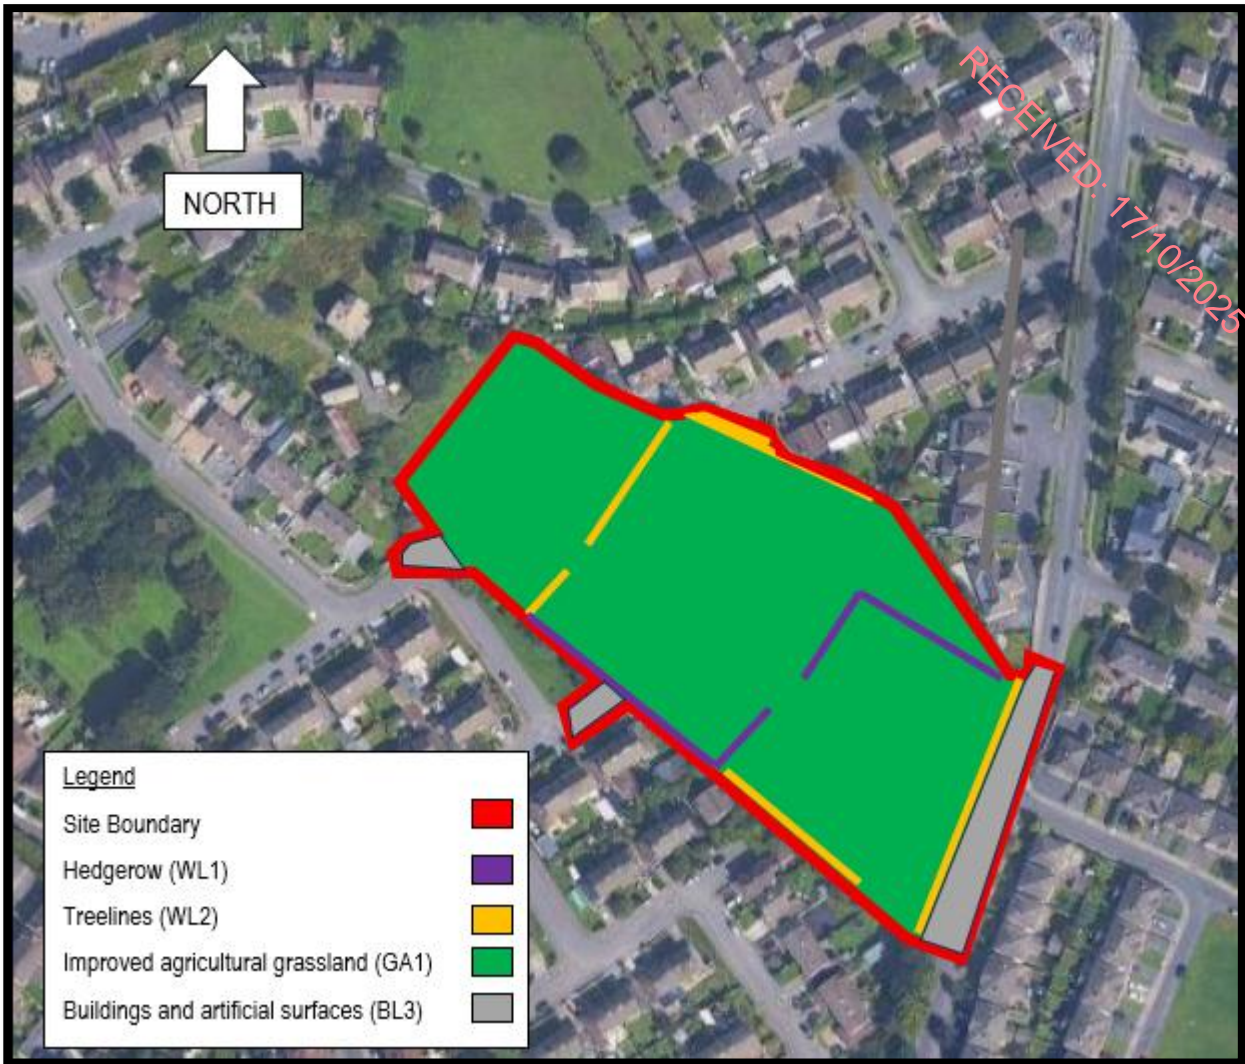 NORTH
RECEIVED: 17/10/2025
Legend
Site Boundary
Hedgerow (WL1)
Treelines (WL2)
Improved agricultural grassland (GA1)
Buildings and artificial surfaces (BL3)